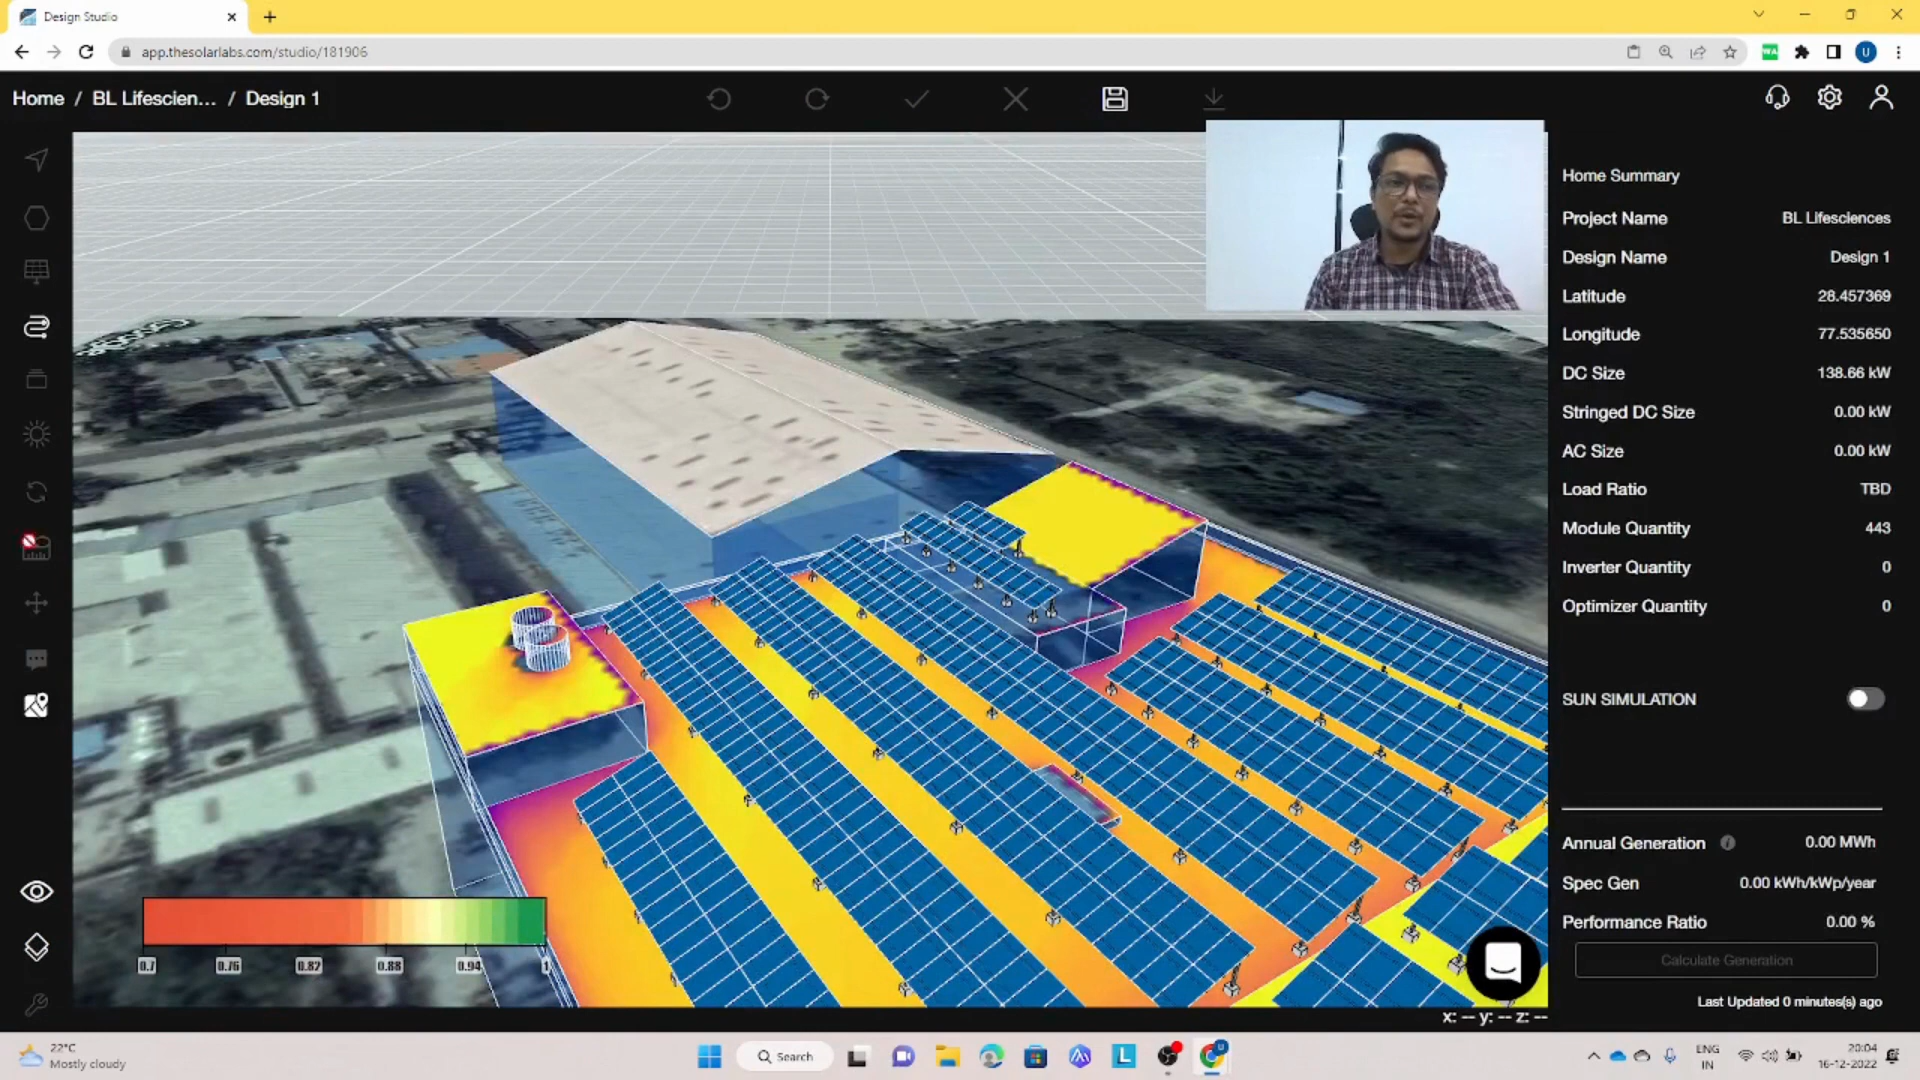 Design Studio
app.thesolarlabs.com/studio/181906
WA
U
Home / BL Lifescien... / Design 1
Home Summary
Project Name BL Lifesciences
Design Name Design 1
Latitude 28.457369
Longitude 77.535650
DC Size 138.66 kW
Stringed DC Size 0.00 kW
AC Size 0.00 kW
Load Ratio TBD
Module Quantity 443
Inverter Quantity 0
Optimizer Quantity 0
SUN SIMULATION
Annual Generation 0.00 MWh
Spec Gen 0.00 kWh/kWp/year
Performance Ratio 0.00 %
Calculate Generation
Last Updated 0 minutes(s) ago
0.7 0.76 0.82 0.88 0.94 1
x: -- y: -- z: --
22°C
Mostly cloudy
Search
L
U
ENG
IN
20:04
16-12-2022